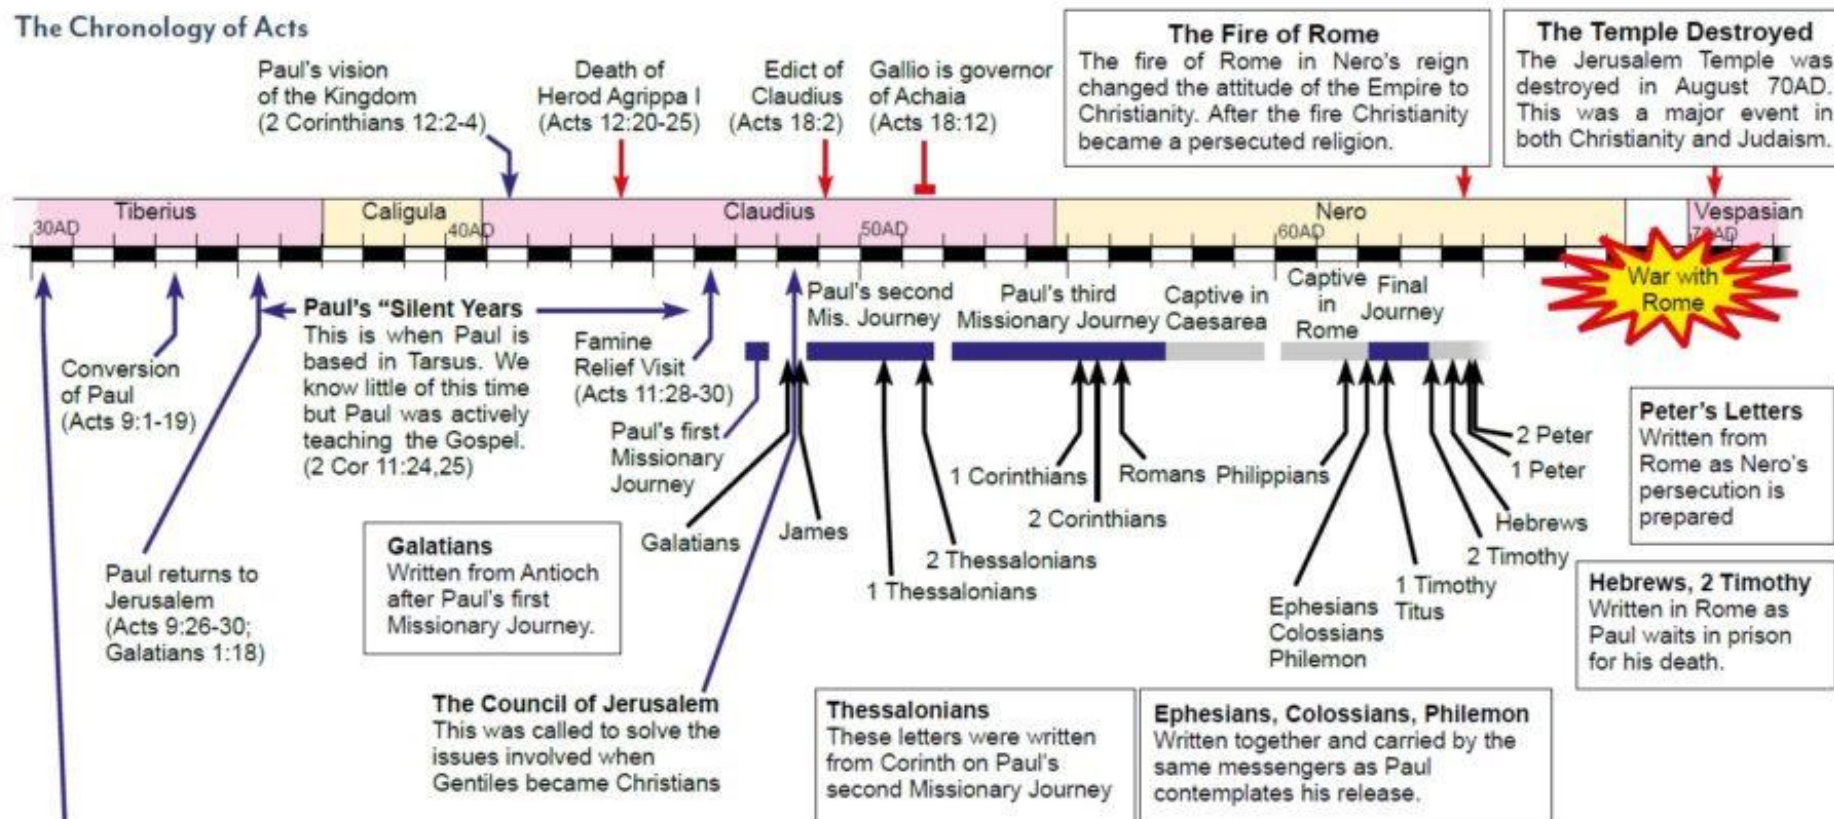 The Chronology of Acts
Paul's vision
of the Kingdom
(2 Corinthians 12:2-4)
Death of
Herod Agrippa I
(Acts 12:20-25)
Edict of
Claudius
(Acts 18:2)
Gallio is governor
of Achaia
(Acts 18:12)
The Fire of Rome
The fire of Rome in Nero's reign
changed the attitude of the Empire to
Christianity. After the fire Christianity
became a persecuted religion.
The Temple Destroyed
The Jerusalem Temple was
destroyed in August 70AD.
This was a major event in
both Christianity and Judaism.
Tiberius
Caligula
Claudius
Nero
Vespasian
30AD
40AD
50AD
60AD
70AD
War with
Rome
Conversion
of Paul
(Acts 9:1-19)
Paul's "Silent Years
This is when Paul is
based in Tarsus. We
know little of this time
but Paul was actively
teaching the Gospel.
(2 Cor 11:24,25)
Famine
Relief Visit
(Acts 11:28-30)
Paul's first
Missionary
Journey
Paul's second
Mis. Journey
Paul's third
Missionary Journey
Captive in
Caesarea
Captive
in
Rome
Final
Journey
Paul returns to
Jerusalem
(Acts 9:26-30;
Galatians 1:18)
Galatians
Written from Antioch
after Paul's first
Missionary Journey.
Galatians
James
1 Thessalonians
2 Thessalonians
1 Corinthians
2 Corinthians
Romans
Philippians
Ephesians
Colossians
Philemon
1 Timothy
Titus
2 Timothy
Hebrews
1 Peter
2 Peter
Peter's Letters
Written from
Rome as Nero's
persecution is
prepared
Hebrews, 2 Timothy
Written in Rome as
Paul waits in prison
for his death.
The Council of Jerusalem
This was called to solve the
issues involved when
Gentiles became Christians
Thessalonians
These letters were written
from Corinth on Paul's
second Missionary Journey
Ephesians, Colossians, Philemon
Written together and carried by the
same messengers as Paul
contemplates his release.